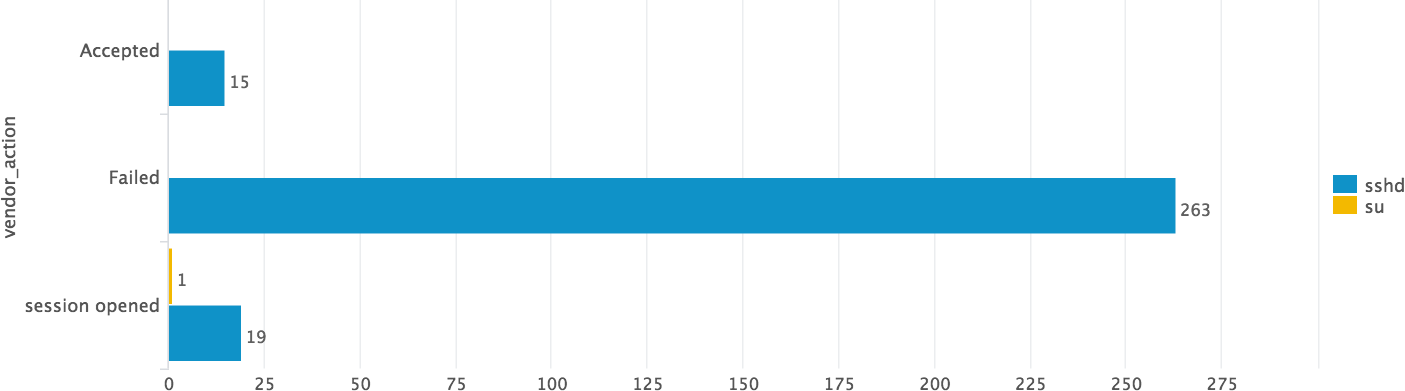 vendor_action
Accepted
15
Failed
263
1
session opened
19
0 25 50 75 100 125 150 175 200 225 250 275
sshd
su